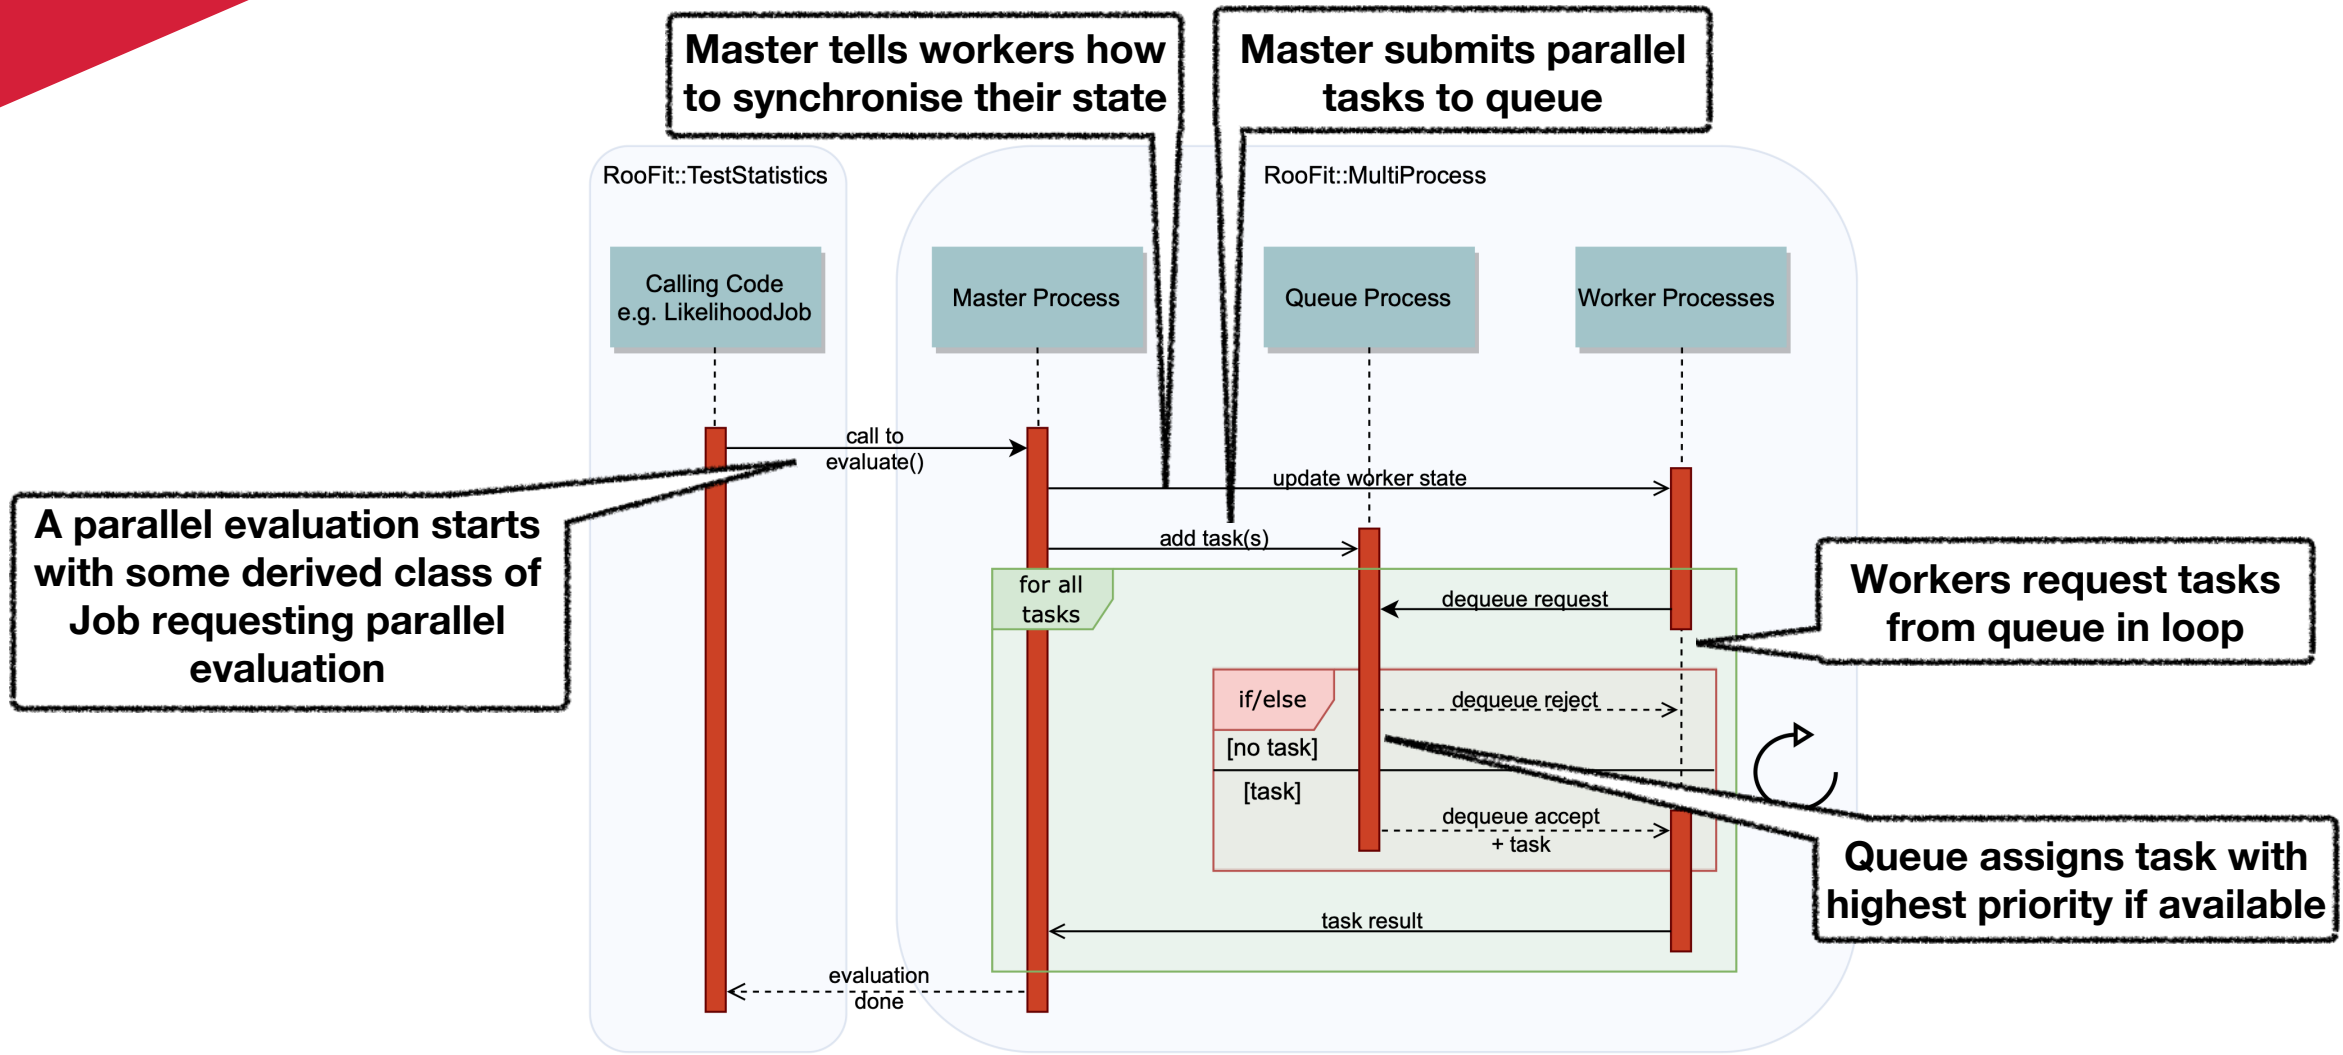 Master tells workers how
to synchronise their state
Master submits parallel
tasks to queue
RooFit::TestStatistics
RooFit::MultiProcess
Calling Code
e.g. LikelihoodJob
Master Process
Queue Process
Worker Processes
call to
evaluate()
update worker state
add task(s)
A parallel evaluation starts
with some derived class of
Job requesting parallel
evaluation
for all
tasks
dequeue request
Workers request tasks
from queue in loop
if/else
dequeue reject
[no task]
[task]
dequeue accept
+ task
Queue assigns task with
highest priority if available
task result
evaluation
done